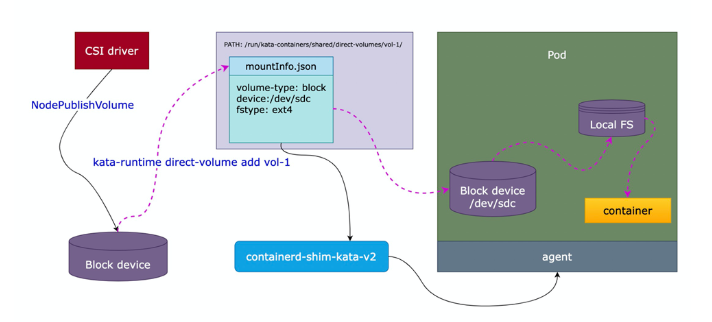 CSI driver
PATH: /run/kata-containers/shared/direct-volumes/vol-1/
mountInfo.json
volume-type: block
device:/dev/sdc
fstype: ext4
NodePublishVolume
kata-runtime direct-volume add vol-1
Block device
containerd-shim-kata-v2
Pod
Local FS
Block device
/dev/sdc
container
agent